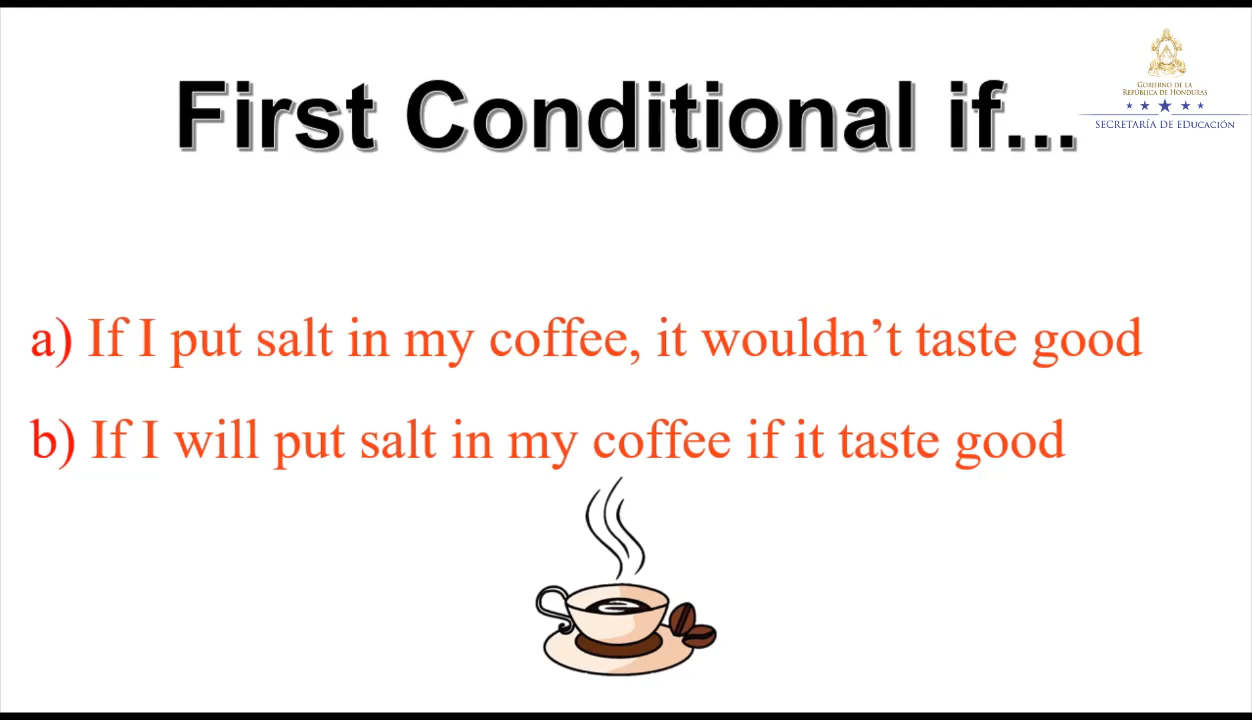 First Conditional if...
GOBIERNO DE LA
REPÚBLICA DE HONDURAS
SECRETARÍA DE EDUCACIÓN
a) If I put salt in my coffee, it wouldn’t taste good
b) If I will put salt in my coffee if it taste good